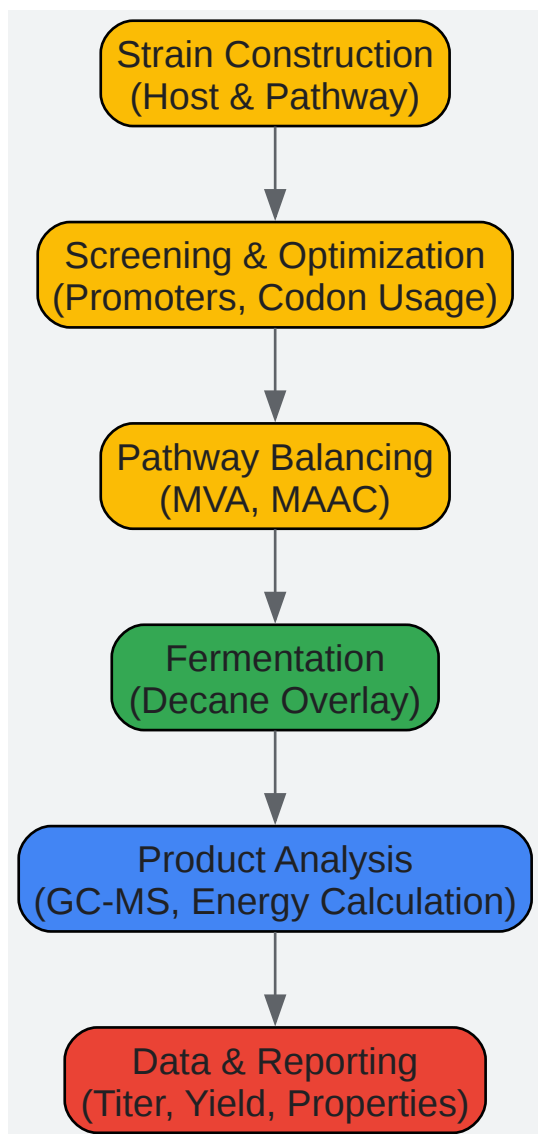 Strain Construction
(Host & Pathway)
Screening & Optimization
(Promoters, Codon Usage)
Pathway Balancing
(MVA, MAAC)
Fermentation
(Decane Overlay)
Product Analysis
(GC-MS, Energy Calculation)
Data & Reporting
(Titer, Yield, Properties)